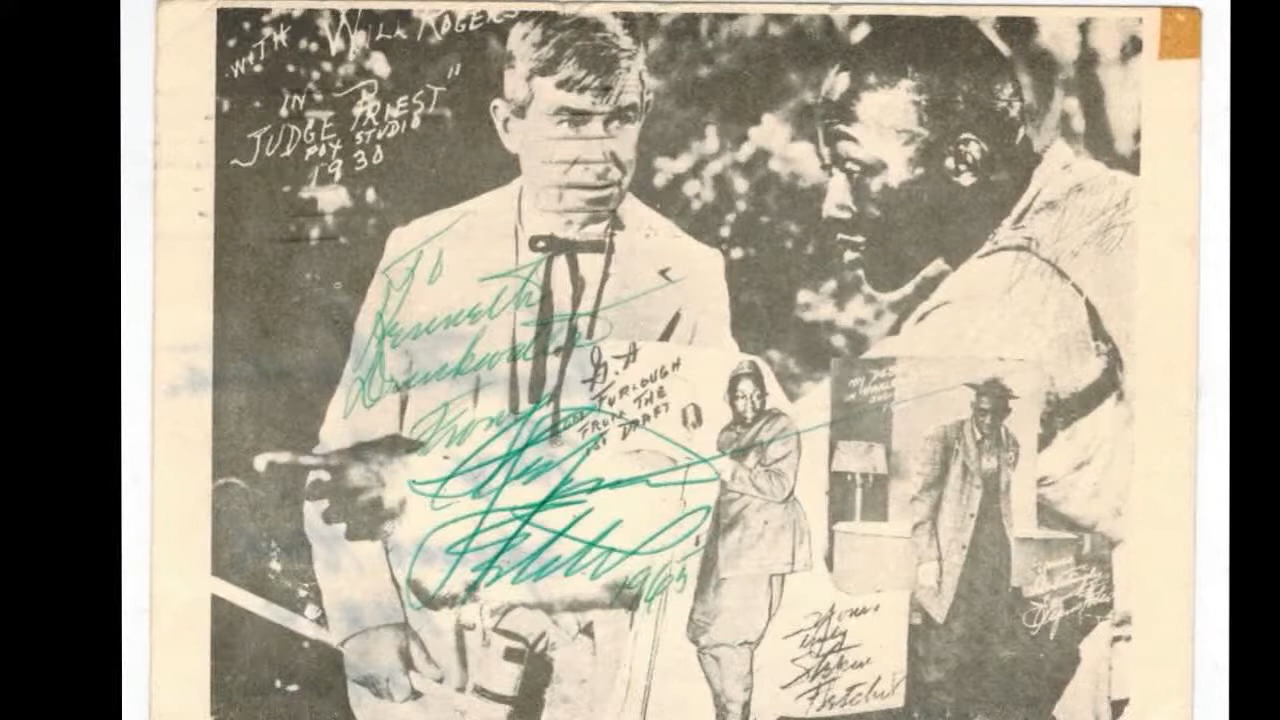 WITH WILL ROGERS
IN
JUDGE PRIEST"
FOX STUDIO
1930
To
Kenneth
Drinkwater
From
Stepin
Fetchit
1965
G.A
FURLOUGH
FROM THE
DRAFT
Yours
Truly
Stepin
Fetchit